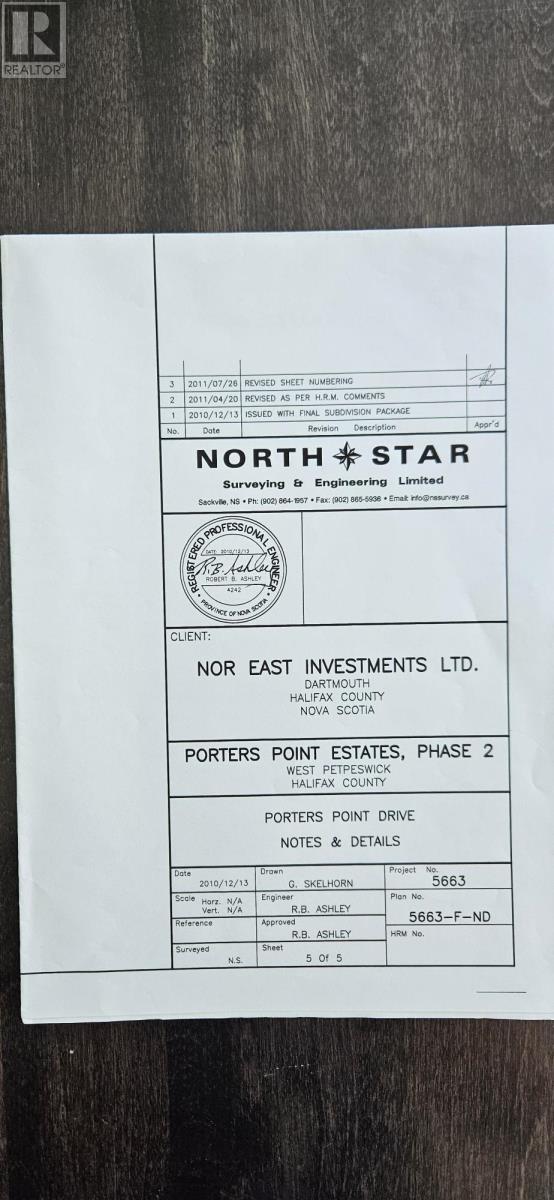 REALTOR®
3 2011/07/26 REVISED SHEET NUMBERING
2 2011/04/20 REVISED AS PER H.R.M. COMMENTS
1 2010/12/13 ISSUED WITH FINAL SUBDIVISION PACKAGE
No. Date Revision Description Appr'd
NORTH STAR
Surveying & Engineering Limited
Sackville, NS • Ph: (902) 864-1957 • Fax: (902) 865-5936 • Email: info@nssurvey.ca
REGISTERED PROFESSIONAL ENGINEER
DATE 2010/12/13
R.B. Ashley
ROBERT B. ASHLEY
4242
PROVINCE OF NOVA SCOTIA
CLIENT:
NOR EAST INVESTMENTS LTD.
DARTMOUTH
HALIFAX COUNTY
NOVA SCOTIA
PORTERS POINT ESTATES, PHASE 2
WEST PETPESWICK
HALIFAX COUNTY
PORTERS POINT DRIVE
NOTES & DETAILS
Date Drawn Project No.
2010/12/13 G. SKELHORN 5663
Scale Horz. N/A Engineer Plan No.
Vert. N/A R.B. ASHLEY 5663-F-ND
Reference Approved HRM No.
R.B. ASHLEY
Surveyed Sheet
N.S. 5 Of 5